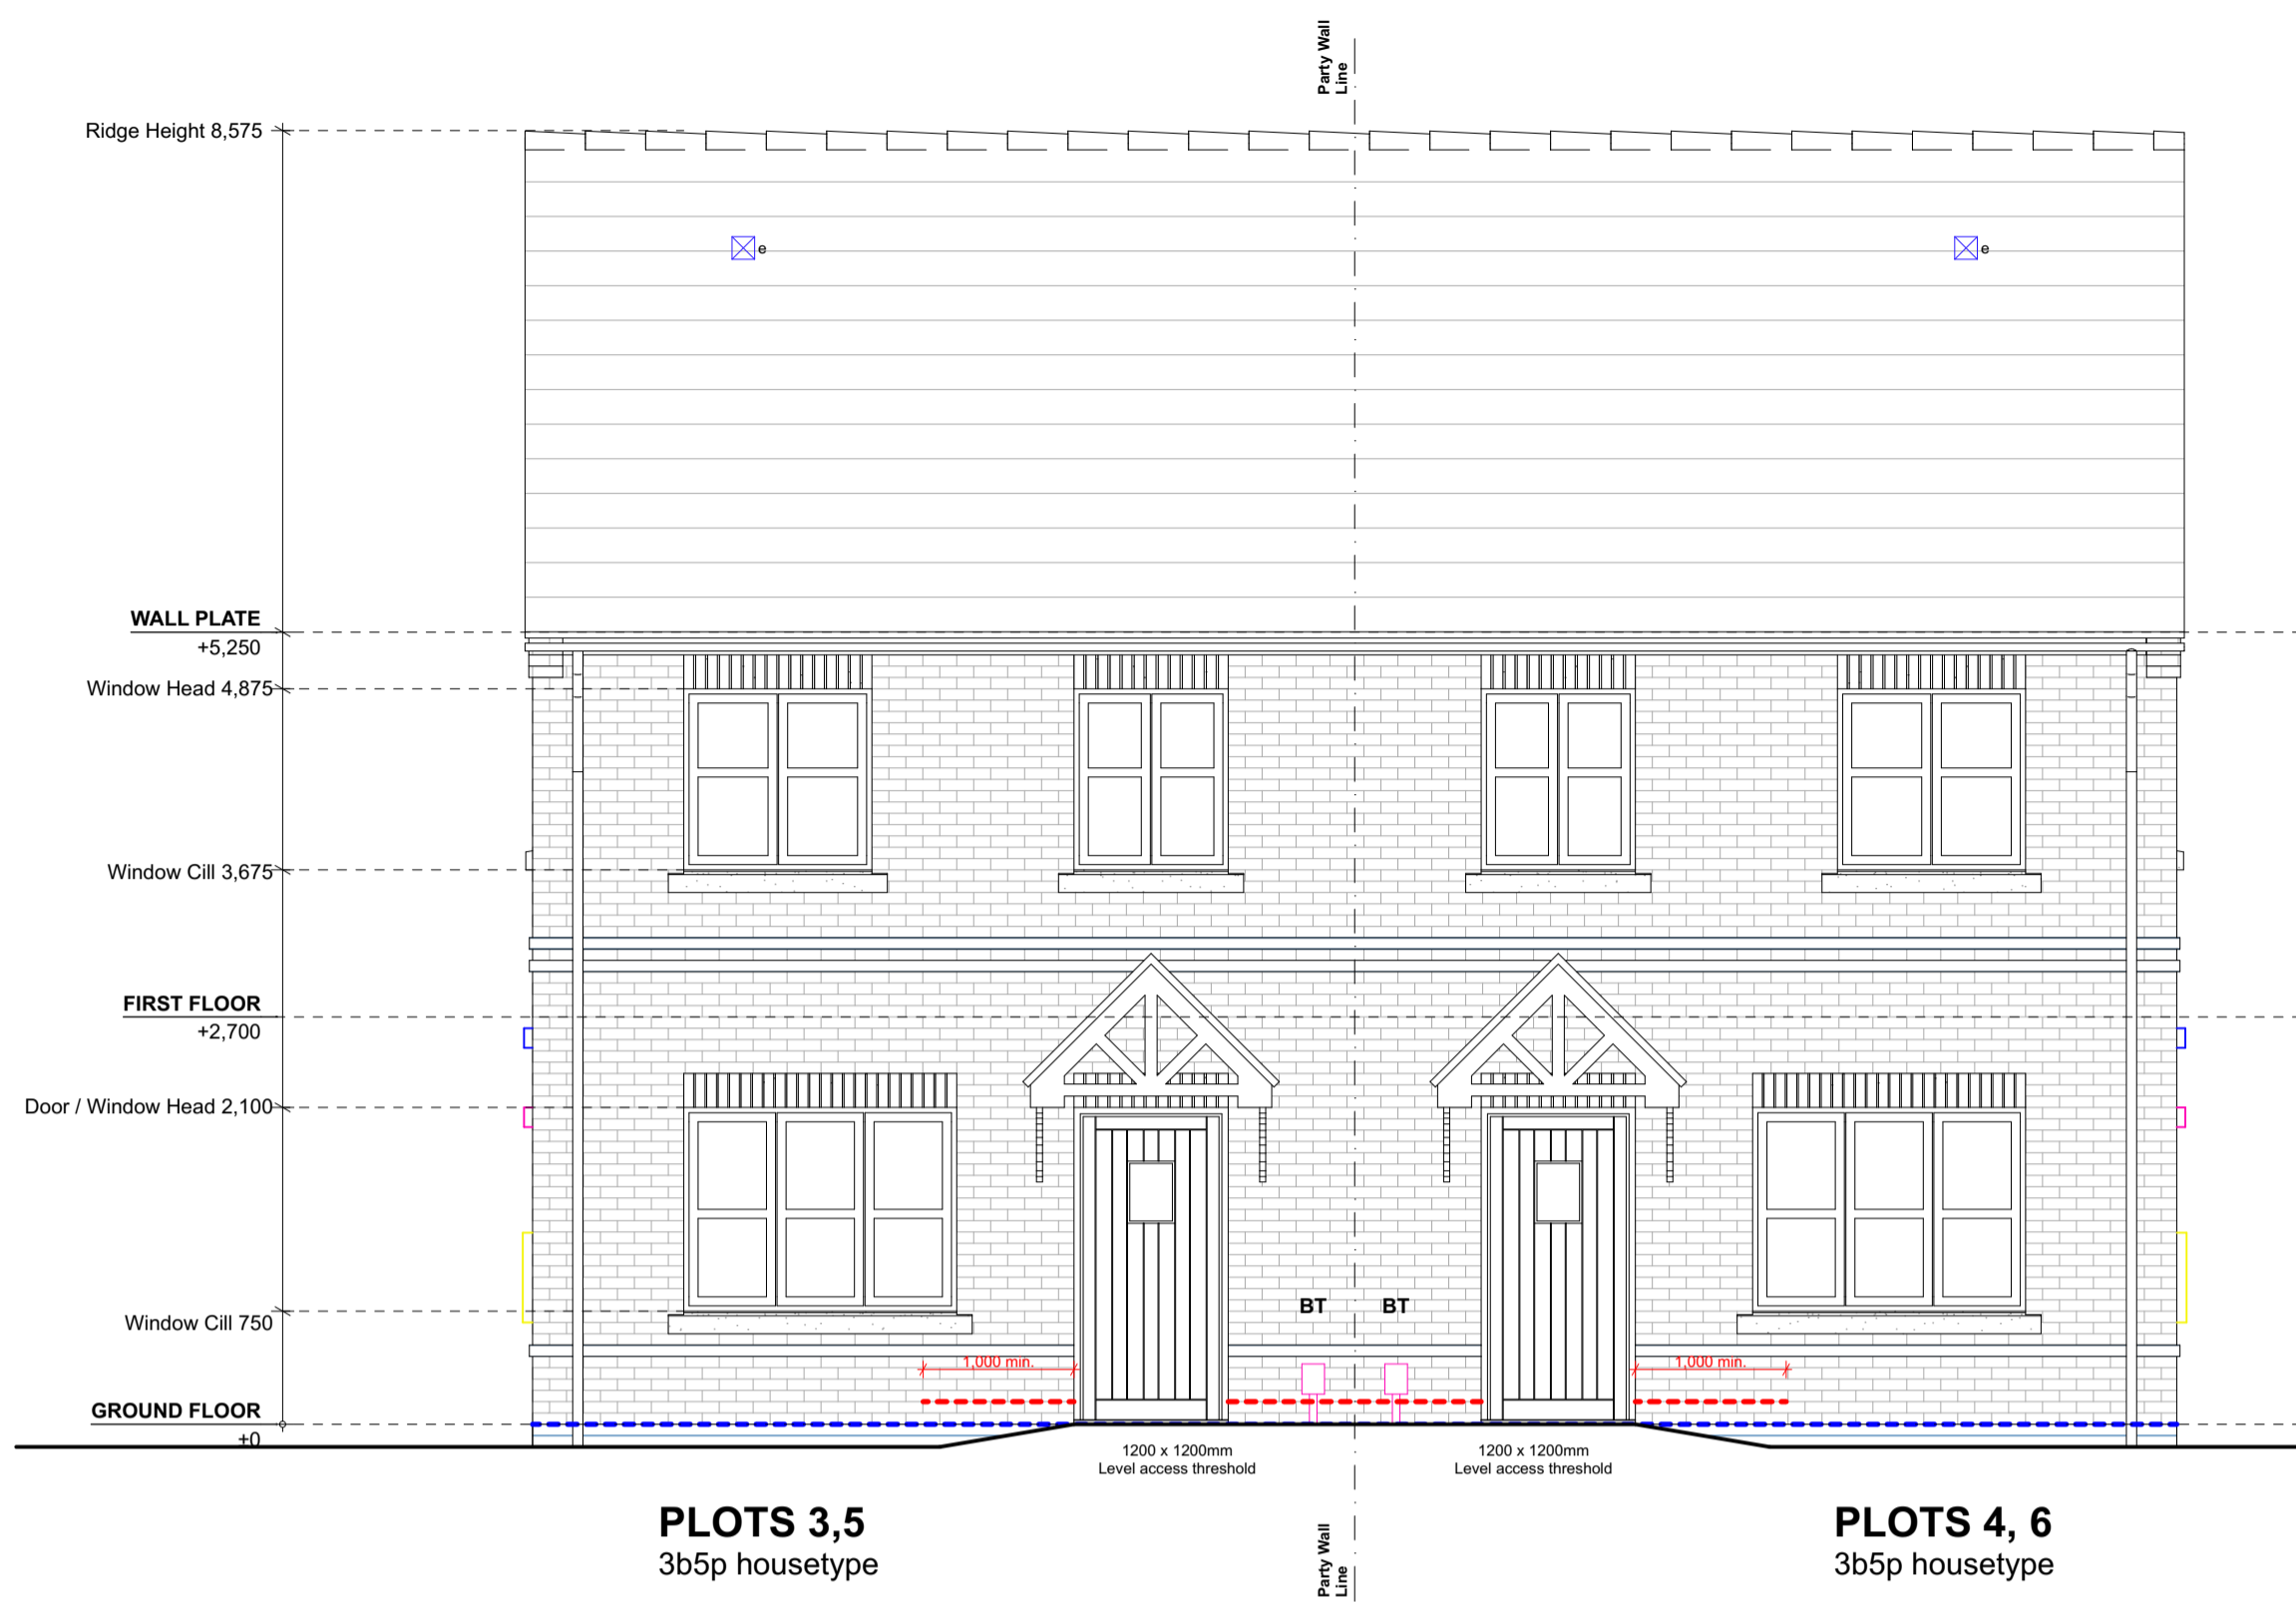 Party Wall
Line
Ridge Height 8,575
e
e
WALL PLATE
+5,250
Window Head 4,875
Window Cill 3,675
FIRST FLOOR
+2,700
Door / Window Head 2,100
BT
BT
Window Cill 750
1,000 min.
1,000 min.
GROUND FLOOR
+0
1200 x 1200mm
Level access threshold
1200 x 1200mm
Level access threshold
PLOTS 3,5
3b5p housetype
Party Wall
Line
PLOTS 4, 6
3b5p housetype